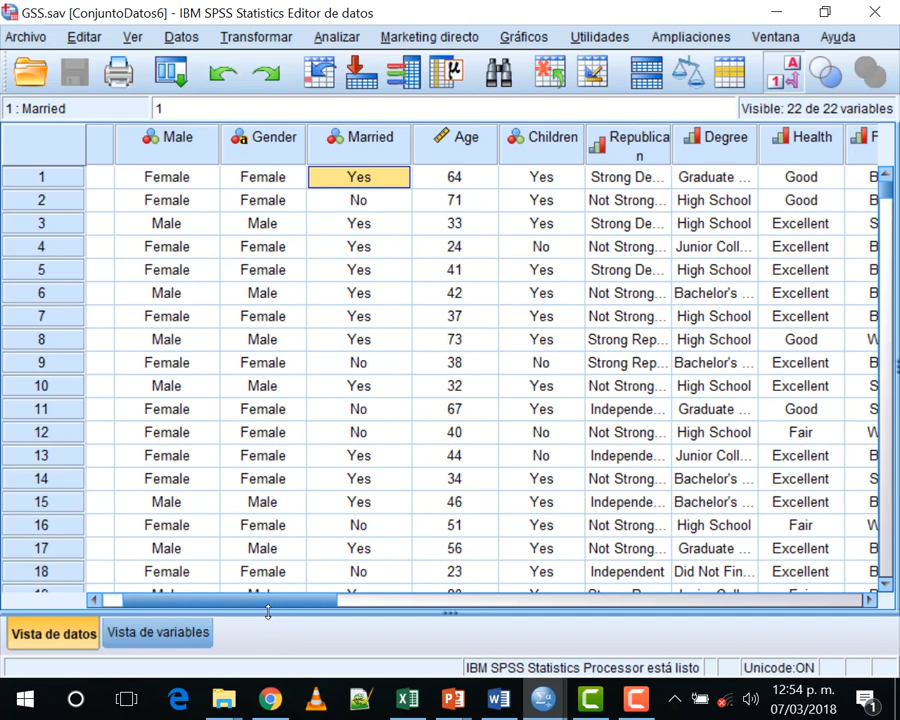 GSS.sav [ConjuntoDatos6] - IBM SPSS Statistics Editor de datos
Archivo Editar Ver Datos Transformar Analizar Marketing directo Gráficos Utilidades Ampliaciones Ventana Ayuda
1 : Married 1 Visible: 22 de 22 variables
Male Gender Married Age Children Republica Degree Health F
n
1 Female Female Yes 64 Yes Strong De... Graduate ... Good B
2 Female Female No 71 Yes Not Strong... High School Good B
3 Male Male Yes 33 Yes Strong De... High School Excellent S
4 Female Female Yes 24 No Not Strong... Junior Coll... Excellent B
5 Female Female Yes 41 Yes Strong De... High School Excellent B
6 Male Male Yes 42 Yes Not Strong... Bachelor's ... Excellent B
7 Female Female Yes 37 Yes Not Strong... High School Excellent B
8 Male Male Yes 73 Yes Strong Rep... High School Good W
9 Female Female No 38 No Strong Rep... Bachelor's ... Excellent B
10 Male Male Yes 32 Yes Not Strong... High School Excellent B
11 Female Female No 67 Yes Independe... Graduate ... Good S
12 Female Female No 40 No Not Strong... High School Fair W
13 Female Female Yes 44 No Independe... Junior Coll... Excellent B
14 Female Female Yes 34 Yes Not Strong... Bachelor's ... Excellent S
15 Male Male Yes 46 Yes Independe... Bachelor's ... Excellent B
16 Female Female No 51 Yes Not Strong... High School Fair W
17 Male Male Yes 56 Yes Not Strong... Graduate ... Excellent B
18 Female Female No 23 Yes Independent Did Not Fin... Excellent B
Vista de datos Vista de variables
IBM SPSS Statistics Processor está listo Unicode:ON
12:54 p. m.
07/03/2018
1